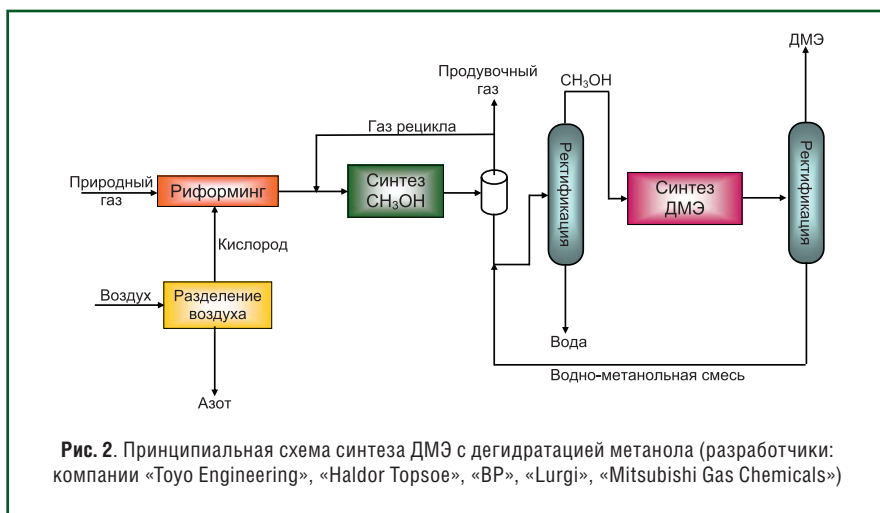 ДМЭ
Продувочный
газ
CH₃OH
Газ рецикла
Природный
газ
Риформинг
Синтез
CH₃OH
Ректификация
Синтез
ДМЭ
Ректификация
Кислород
Воздух
Разделение
воздуха
Вода
Водно-метанольная смесь
Азот
Рис. 2. Принципиальная схема синтеза ДМЭ с дегидратацией метанола (разработчики:
компании «Toyo Engineering», «Haldor Topsoe», «BP», «Lurgi», «Mitsubishi Gas Chemicals»)